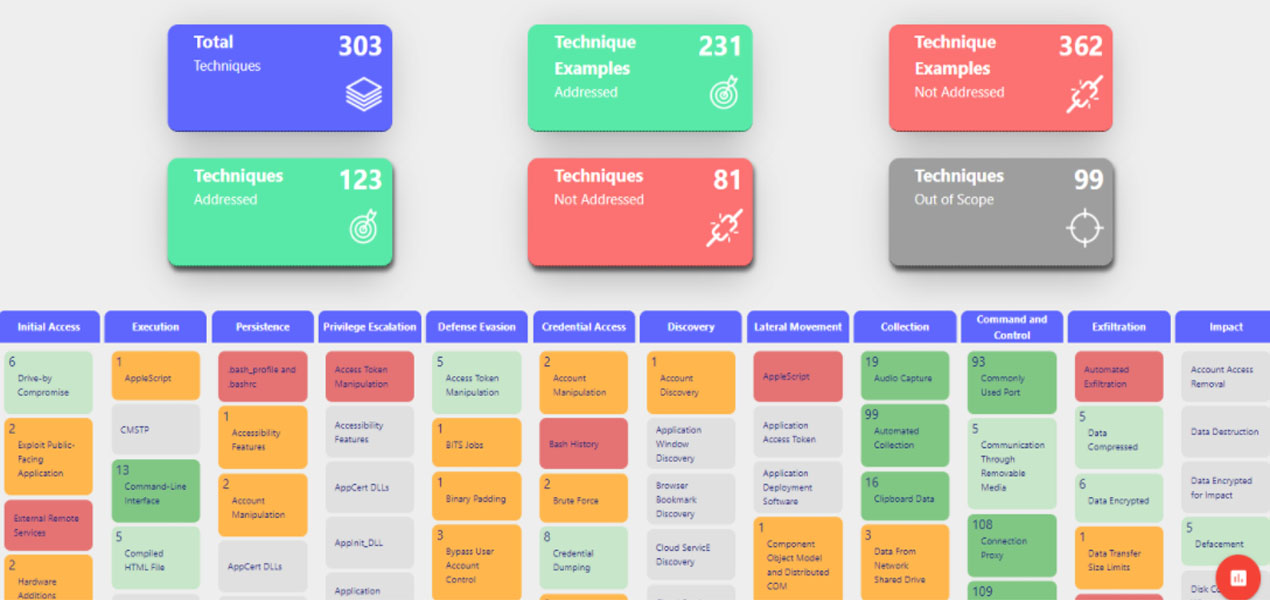 Total
303
Techniques
Technique
Examples
231
Addressed
Technique
Examples
362
Not Addressed
Techniques
123
Addressed
Techniques
81
Not Addressed
Techniques
99
Out of Scope
Initial Access
6
Drive-by
Compromise
2
Exploit Public-
Facing
Application
External Remote
Services
2
Hardware
Additions
Execution
1
AppleScript
CMSTP
13
Command-Line
Interface
5
Compiled
HTML File
Persistence
.bash_profile and
.bashrc
1
Accessibility
Features
2
Account
Manipulation
AppCert DLLs
Privilege Escalation
Access Token
Manipulation
Accessibility
Features
AppCert DLLs
AppInit_DLL
Application
Defense Evasion
5
Access Token
Manipulation
1
BITS Jobs
1
Binary Padding
3
Bypass User
Account
Control
Credential Access
2
Account
Manipulation
Bash History
2
Brute Force
8
Credential
Dumping
Discovery
1
Account
Discovery
Application
Window
Discovery
Browser
Bookmark
Discovery
Cloud ServicE
Discovery
Lateral Movement
AppleScript
Application
Access Token
Application
Deployment
Software
1
Component
Object Model
and Distributed
COM
Collection
19
Audio Capture
99
Automated
Collection
16
Clipboard Data
3
Data From
Network
Shared Drive
Command and
Control
93
Commonly
Used Port
5
Communication
Through
Removable
Media
108
Connection
Proxy
109
Exfiltration
Automated
Exfiltration
5
Data
Compressed
6
Data Encrypted
1
Data Transfer
Size Limits
Impact
Account Access
Removal
Data Destruction
Data Encrypted
for Impact
5
Defacement
Disk